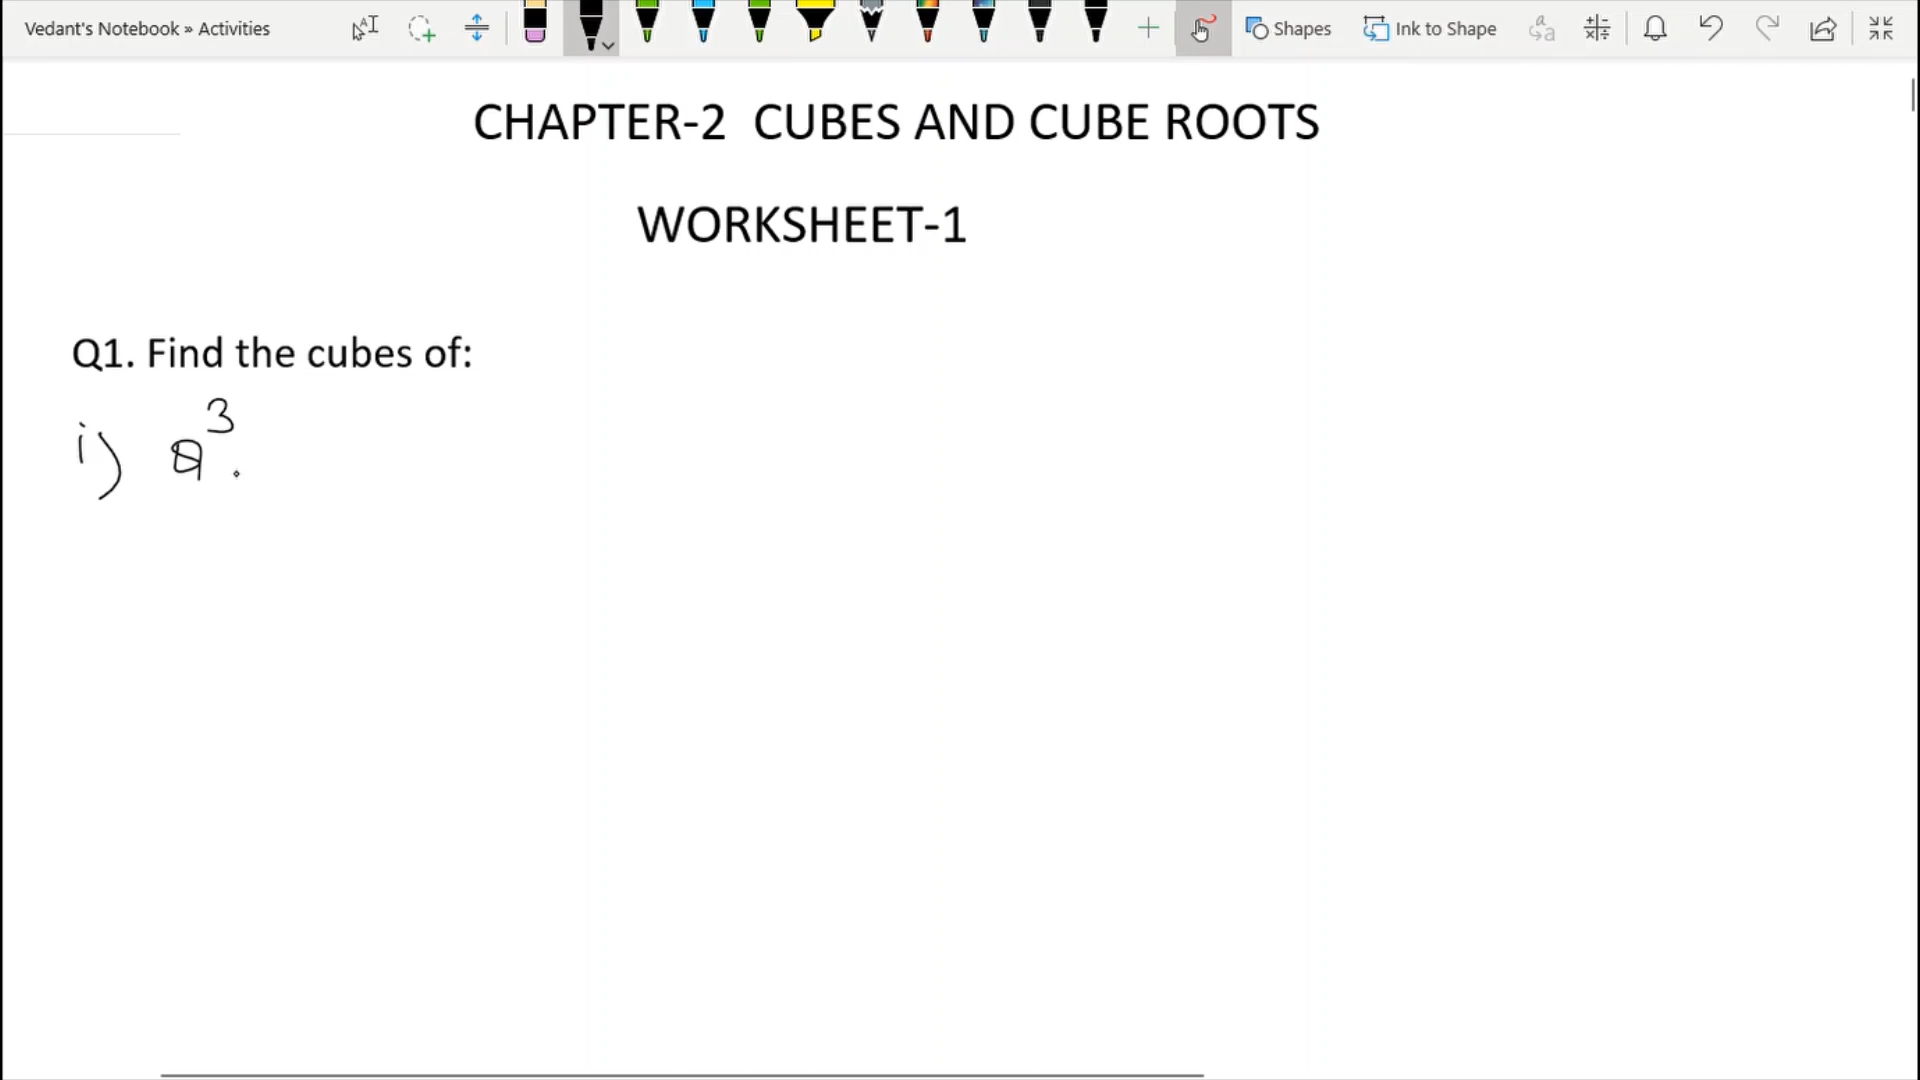 Vedant's Notebook » Activities
Shapes
Ink to Shape
CHAPTER-2 CUBES AND CUBE ROOTS
WORKSHEET-1
Q1. Find the cubes of:
i) 8³